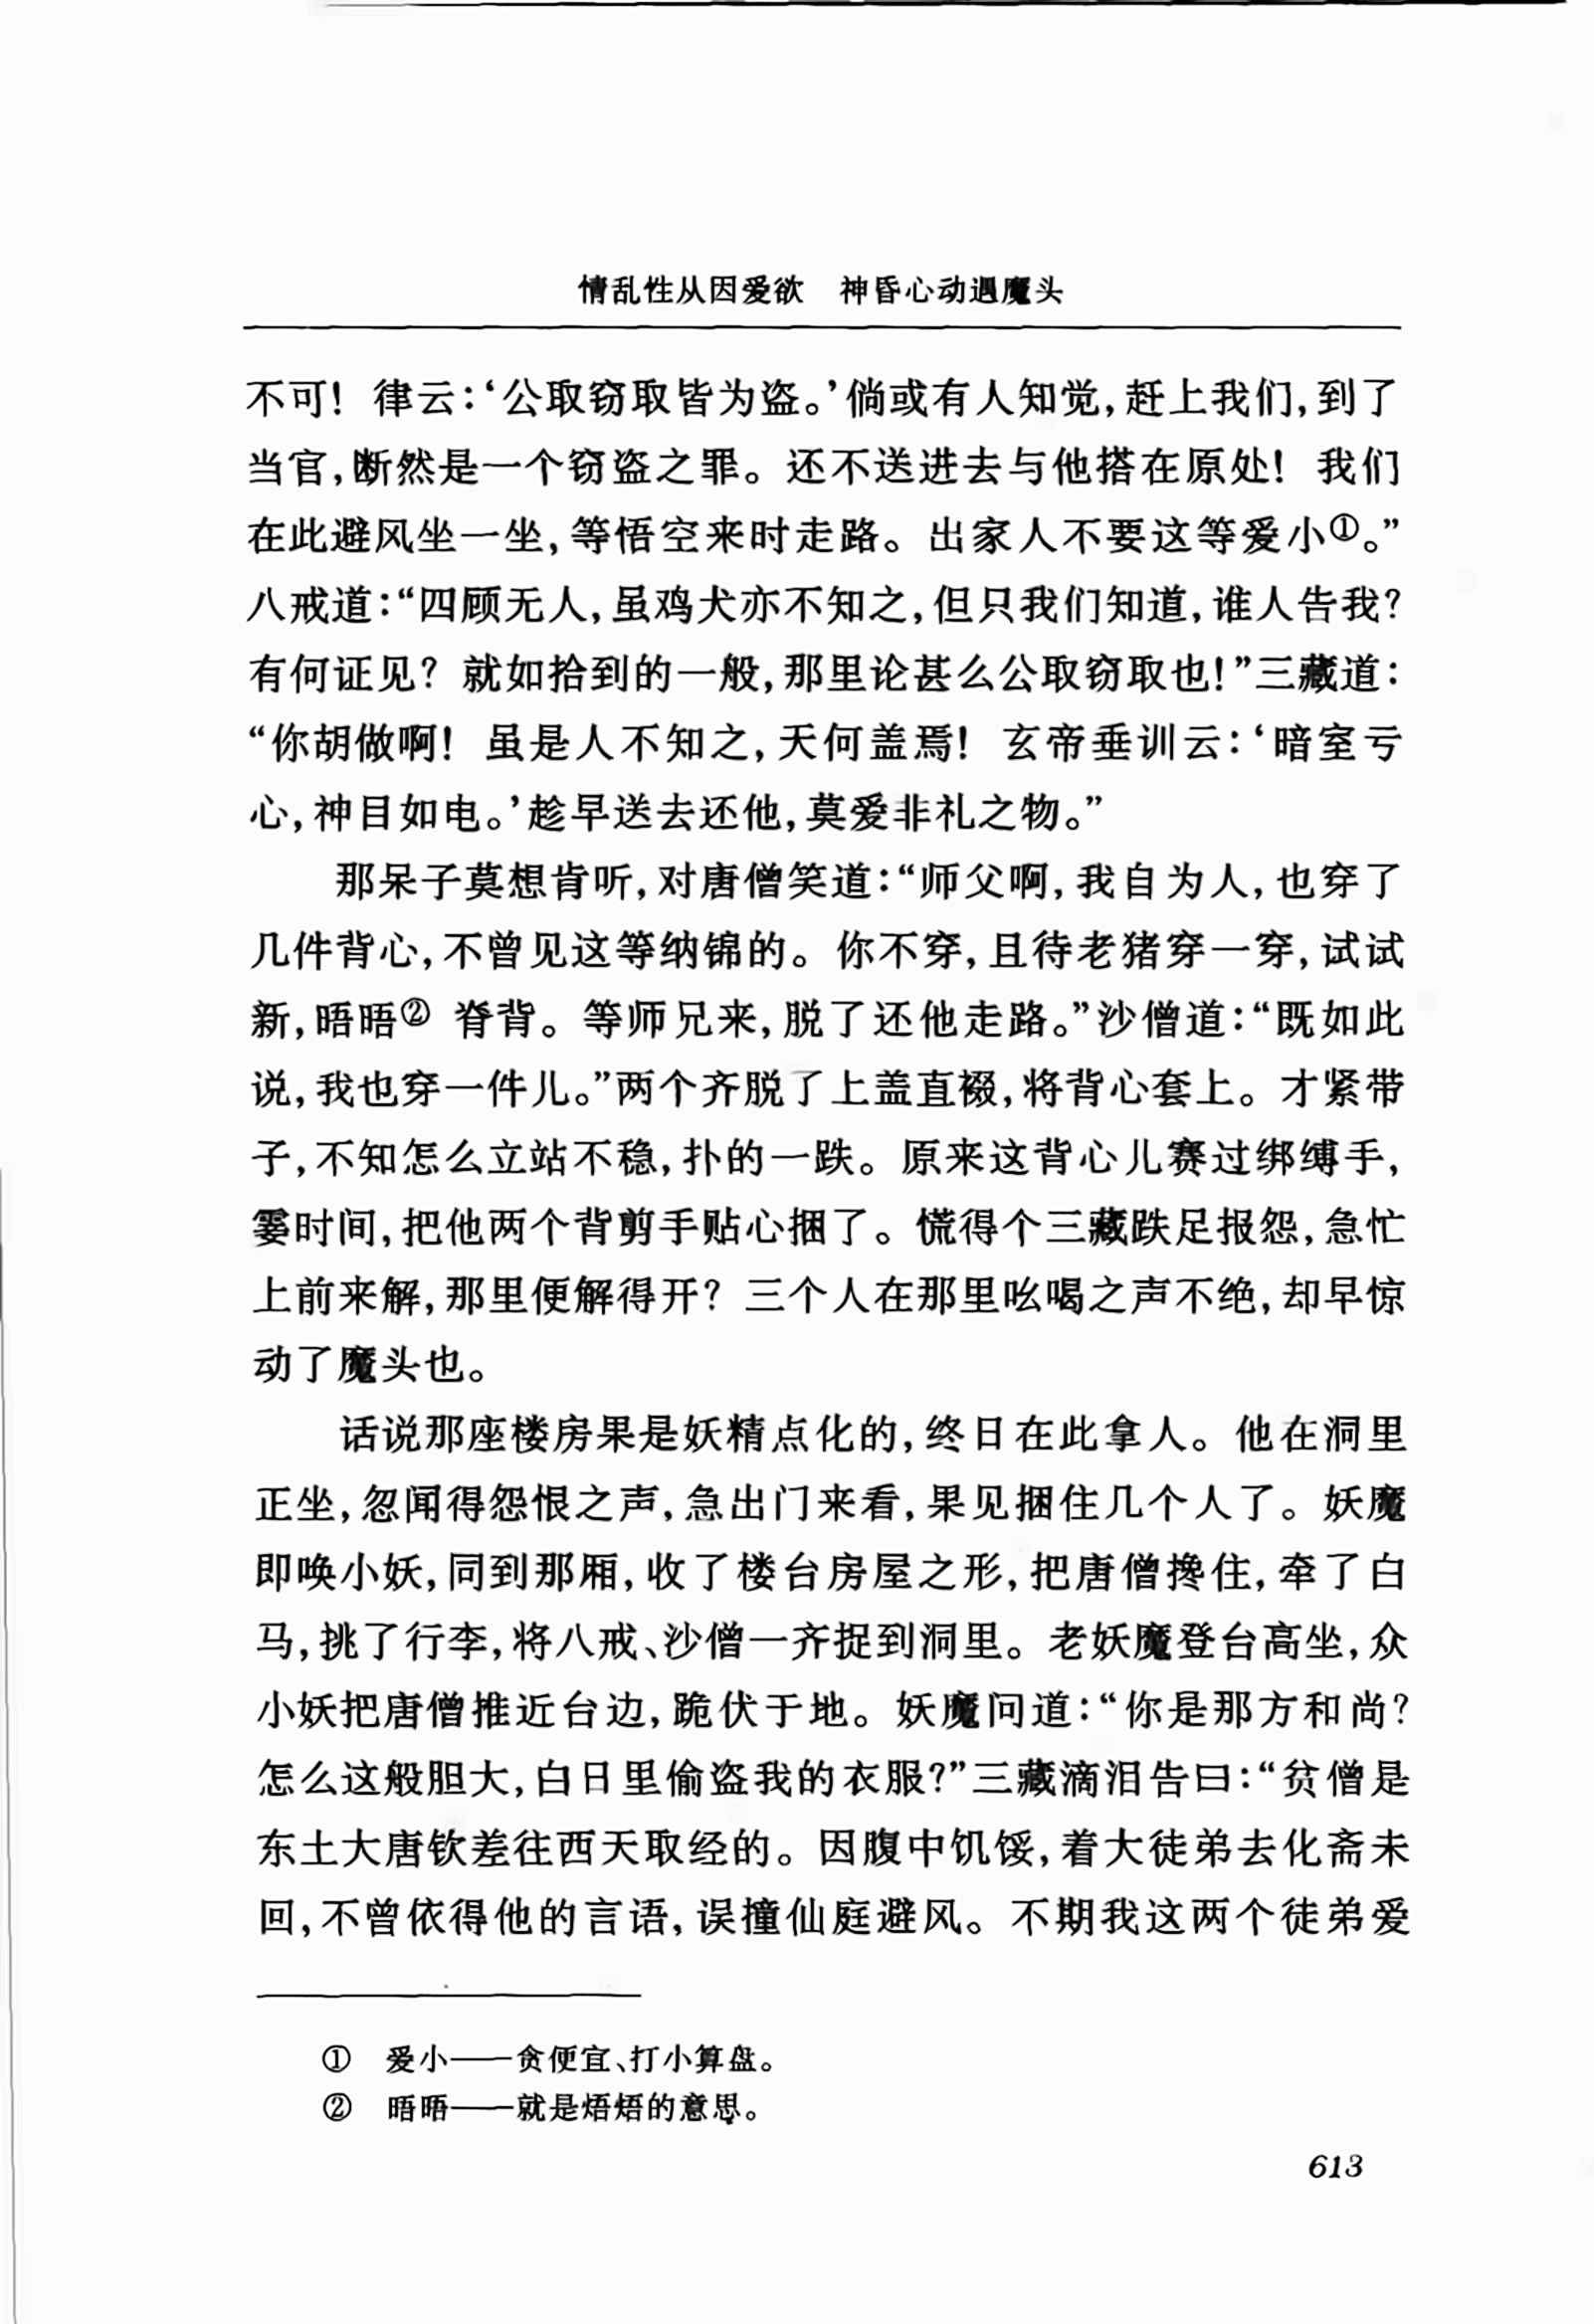 情乱性从因爱欲　神昏心动遇魔头
不可！律云：‘公取窃取皆为盗。’倘或有人知觉，赶上我们，到了
当官，断然是一个窃盗之罪。还不送进去与他搭在原处！我们
在此避风坐一坐，等悟空来时走路。出家人不要这等爱小①。”
八戒道：“四顾无人，虽鸡犬亦不知之，但只我们知道，谁人告我？
有何证见？就如拾到的一般，那里论甚么公取窃取也！”三藏道：
“你胡做啊！虽是人不知之，天何盖焉！玄帝垂训云：‘暗室亏
心，神目如电。’趁早送去还他，莫爱非礼之物。”
那呆子莫想肯听，对唐僧笑道：“师父啊，我自为人，也穿了
几件背心，不曾见这等纳锦的。你不穿，且待老猪穿一穿，试试
新，晤晤② 脊背。等师兄来，脱了还他走路。”沙僧道：“既如此
说，我也穿一件儿。”两个齐脱了上盖直裰，将背心套上。才紧带
子，不知怎么立站不稳，扑的一跌。原来这背心儿赛过绑缚手，
霎时间，把他两个背剪手贴心捆了。慌得个三藏跌足报怨，急忙
上前来解，那里便解得开？三个人在那里吆喝之声不绝，却早惊
动了魔头也。
话说那座楼房果是妖精点化的，终日在此拿人。他在洞里
正坐，忽闻得怨恨之声，急出门来看，果见捆住几个人了。妖魔
即唤小妖，同到那厢，收了楼台房屋之形，把唐僧搀住，牵了白
马，挑了行李，将八戒、沙僧一齐捉到洞里。老妖魔登台高坐，众
小妖把唐僧推近台边，跪伏于地。妖魔问道：“你是那方和尚？
怎么这般胆大，白日里偷盗我的衣服？”三藏滴泪告曰：“贫僧是
东土大唐钦差往西天取经的。因腹中饥馁，着大徒弟去化斋未
回，不曾依得他的言语，误撞仙庭避风。不期我这两个徒弟爱
①　爱小——贪便宜、打小算盘。
②　晤晤——就是焐焐的意思。
613